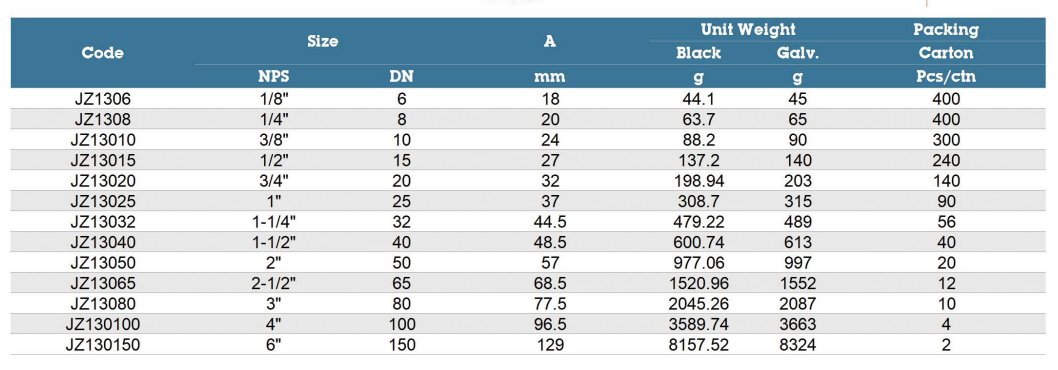 Code Size A Unit Weight Packing
Black Galv. Carton
NPS DN mm g g Pcs/ctn
JZ1306 1/8" 6 18 44.1 45 400
JZ1308 1/4" 8 20 63.7 65 400
JZ13010 3/8" 10 24 88.2 90 300
JZ13015 1/2" 15 27 137.2 140 240
JZ13020 3/4" 20 32 198.94 203 140
JZ13025 1" 25 37 308.7 315 90
JZ13032 1-1/4" 32 44.5 479.22 489 56
JZ13040 1-1/2" 40 48.5 600.74 613 40
JZ13050 2" 50 57 977.06 997 20
JZ13065 2-1/2" 65 68.5 1520.96 1552 12
JZ13080 3" 80 77.5 2045.26 2087 10
JZ130100 4" 100 96.5 3589.74 3663 4
JZ130150 6" 150 129 8157.52 8324 2